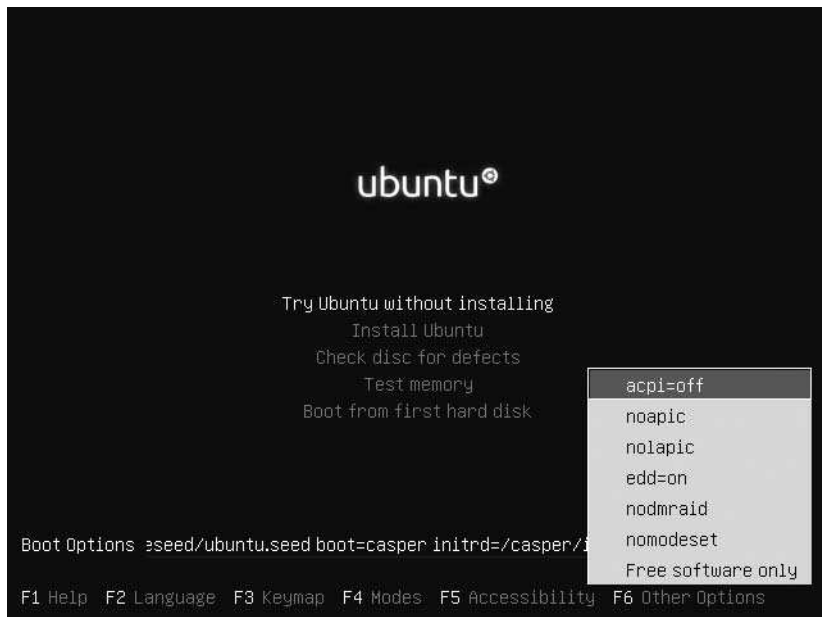 ubuntu
Try Ubuntu without installing
Install Ubuntu
Check disc for defects
Test memory
Boot from first hard disk
acpi=off
noapic
nolapic
edd=on
nodmraid
nomodeset
Free software only
Boot Options eseed/ubuntu.seed boot=casper initrd=/casper/i
F1 Help F2 Language F3 Keymap F4 Modes F5 Accessibility F6 Other Options